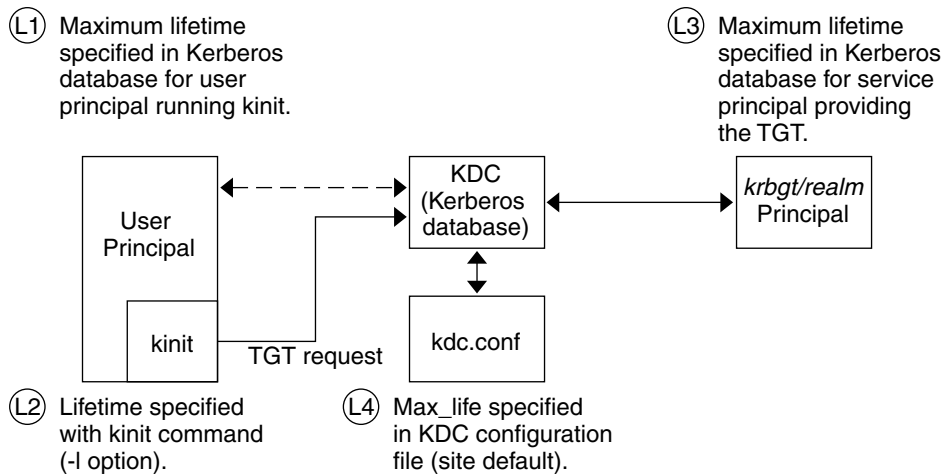 L1 Maximum lifetime
specified in Kerberos
database for user
principal running kinit.
L3 Maximum lifetime
specified in Kerberos
database for service
principal providing
the TGT.
User
Principal
kinit
TGT request
KDC
(Kerberos
database)
kdc.conf
krbgt/realm
Principal
L2 Lifetime specified
with kinit command
(-l option).
L4 Max_life specified
in KDC configuration
file (site default).